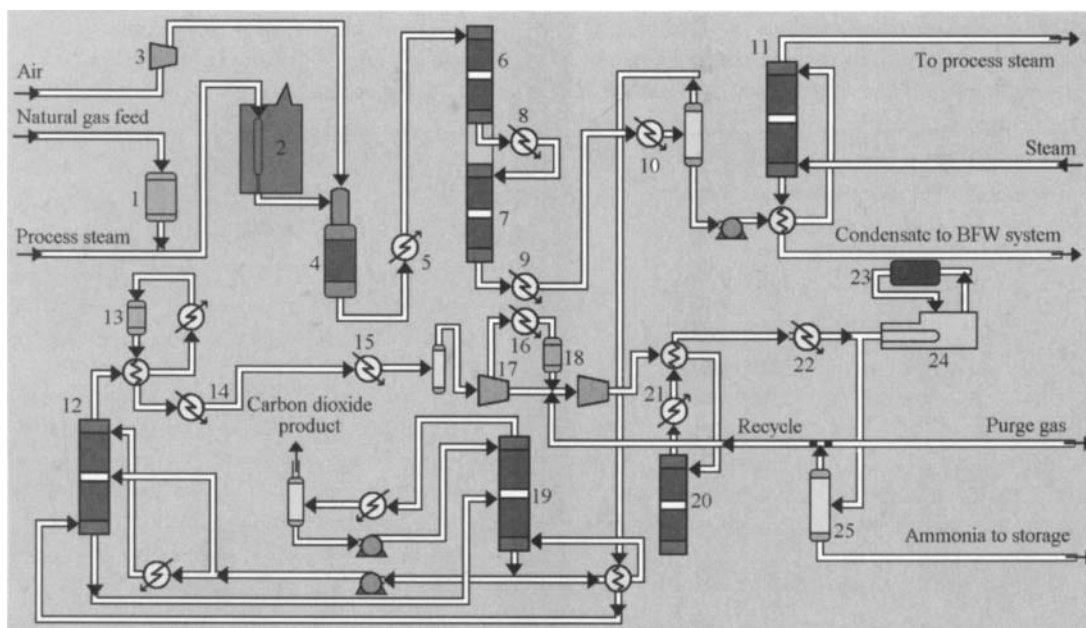 3
Air
Natural gas feed
1
Process steam
2
4
5
6
7
8
9
10
11
To process steam
Steam
Condensate to BFW system
23
24
13
15
16
14
17
18
12
Carbon dioxide
product
19
21
22
20
Recycle
Purge gas
25
Ammonia to storage